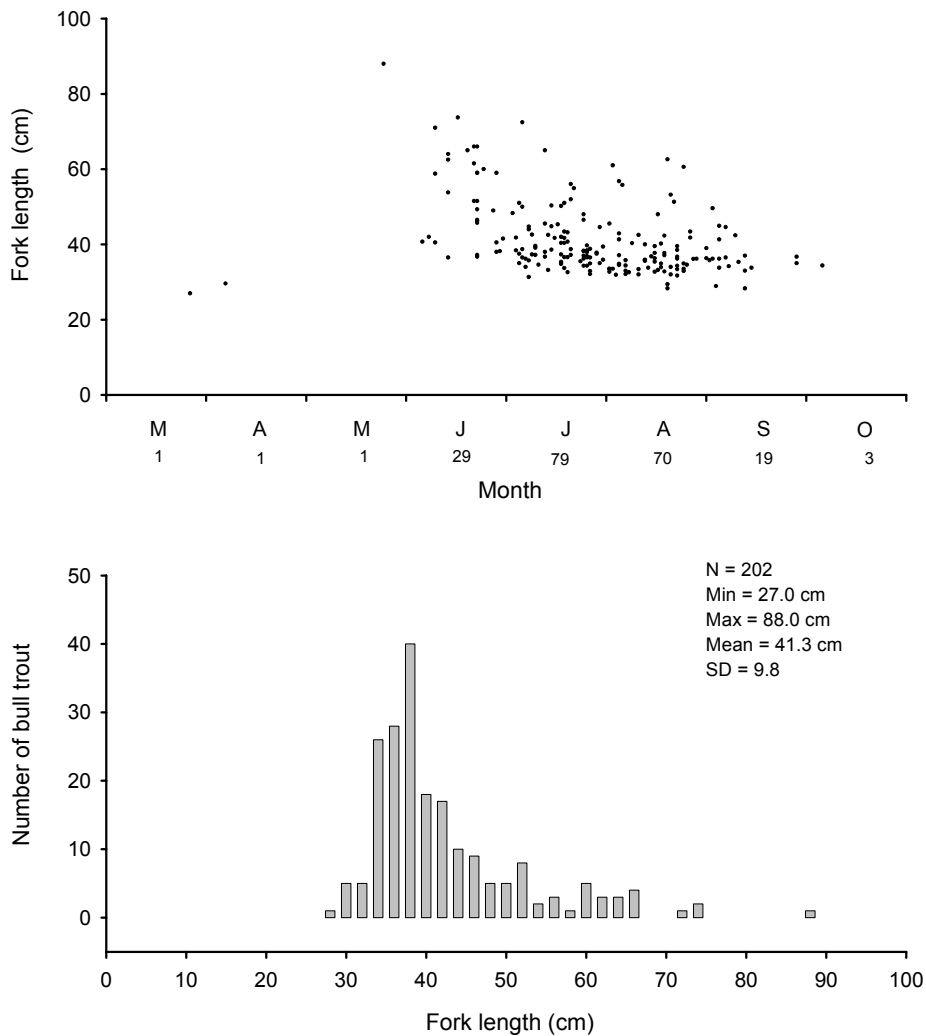 100
80
60
40
20
0
Fork length (cm)
M A M J J A S O
1 1 1 29 79 70 19 3
Month
N = 202
Min = 27.0 cm
Max = 88.0 cm
Mean = 41.3 cm
SD = 9.8
50
40
30
20
10
0
Number of bull trout
0 10 20 30 40 50 60 70 80 90 100
Fork length (cm)